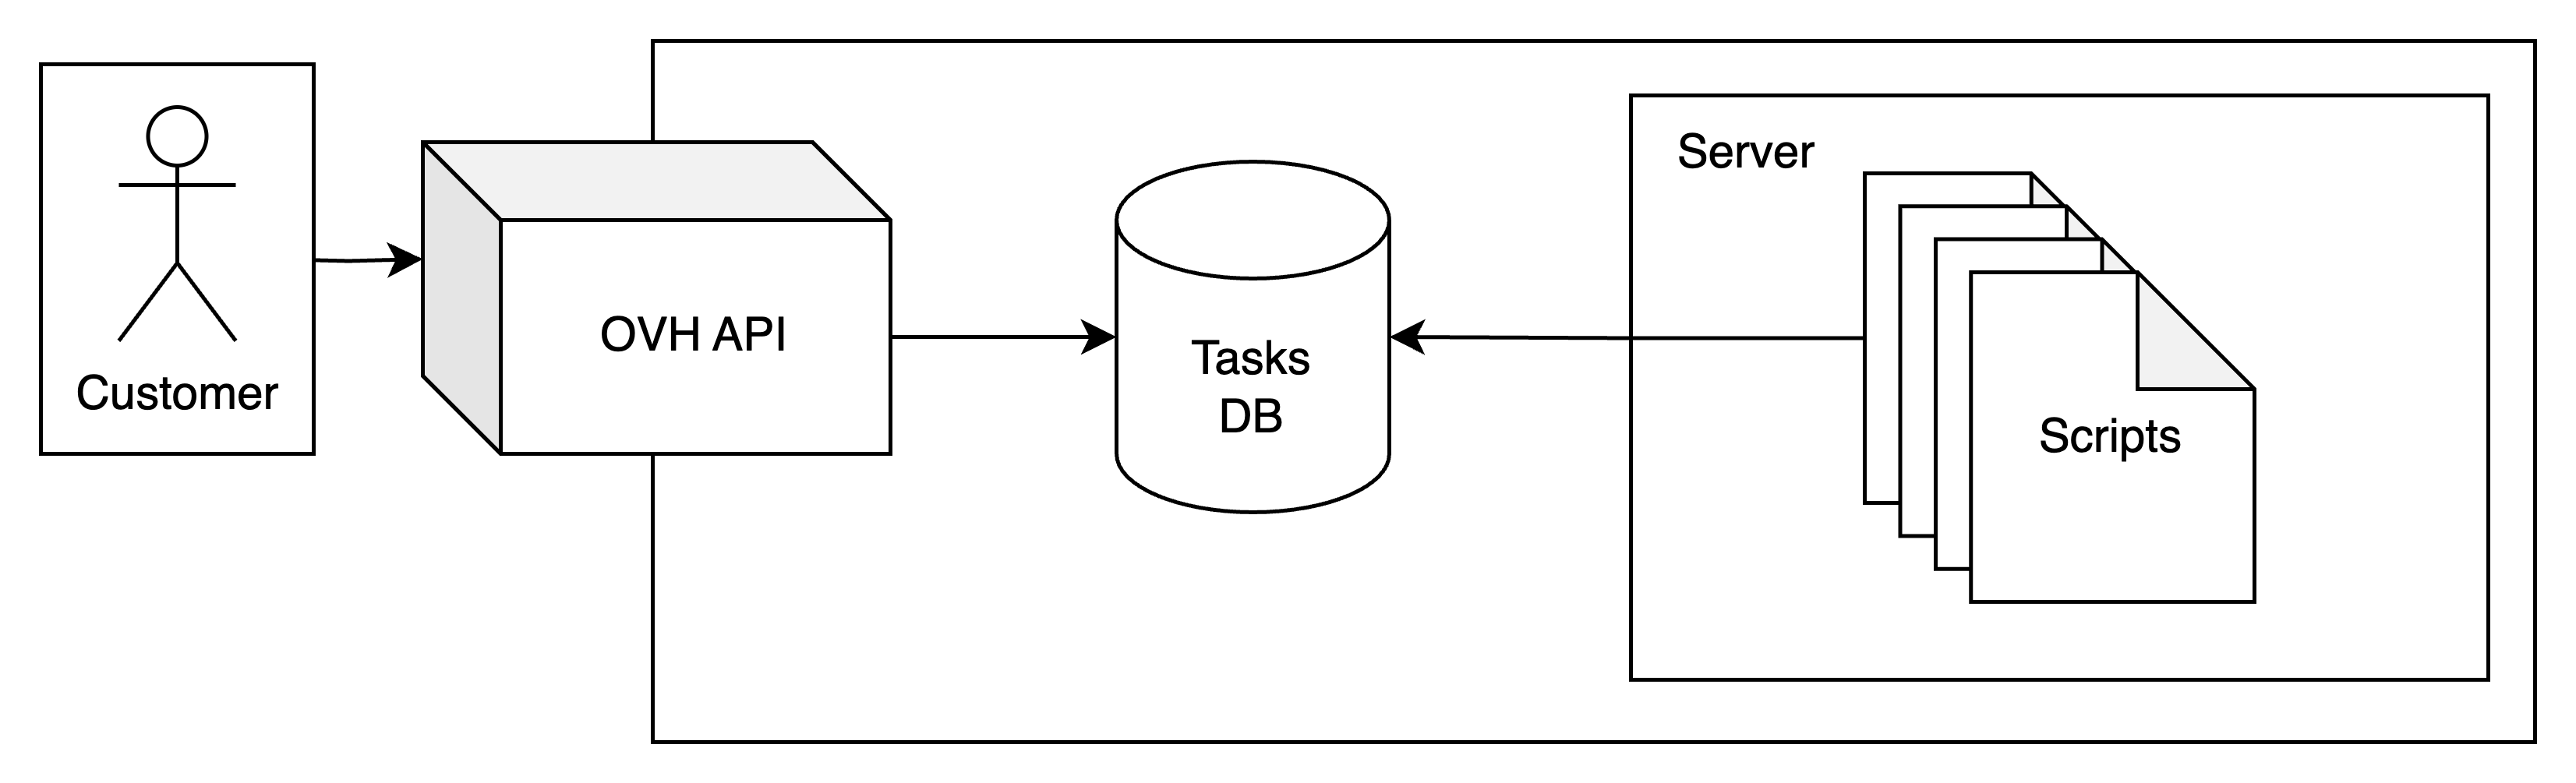 Customer
OVH API
Tasks
DB
Server
Scripts